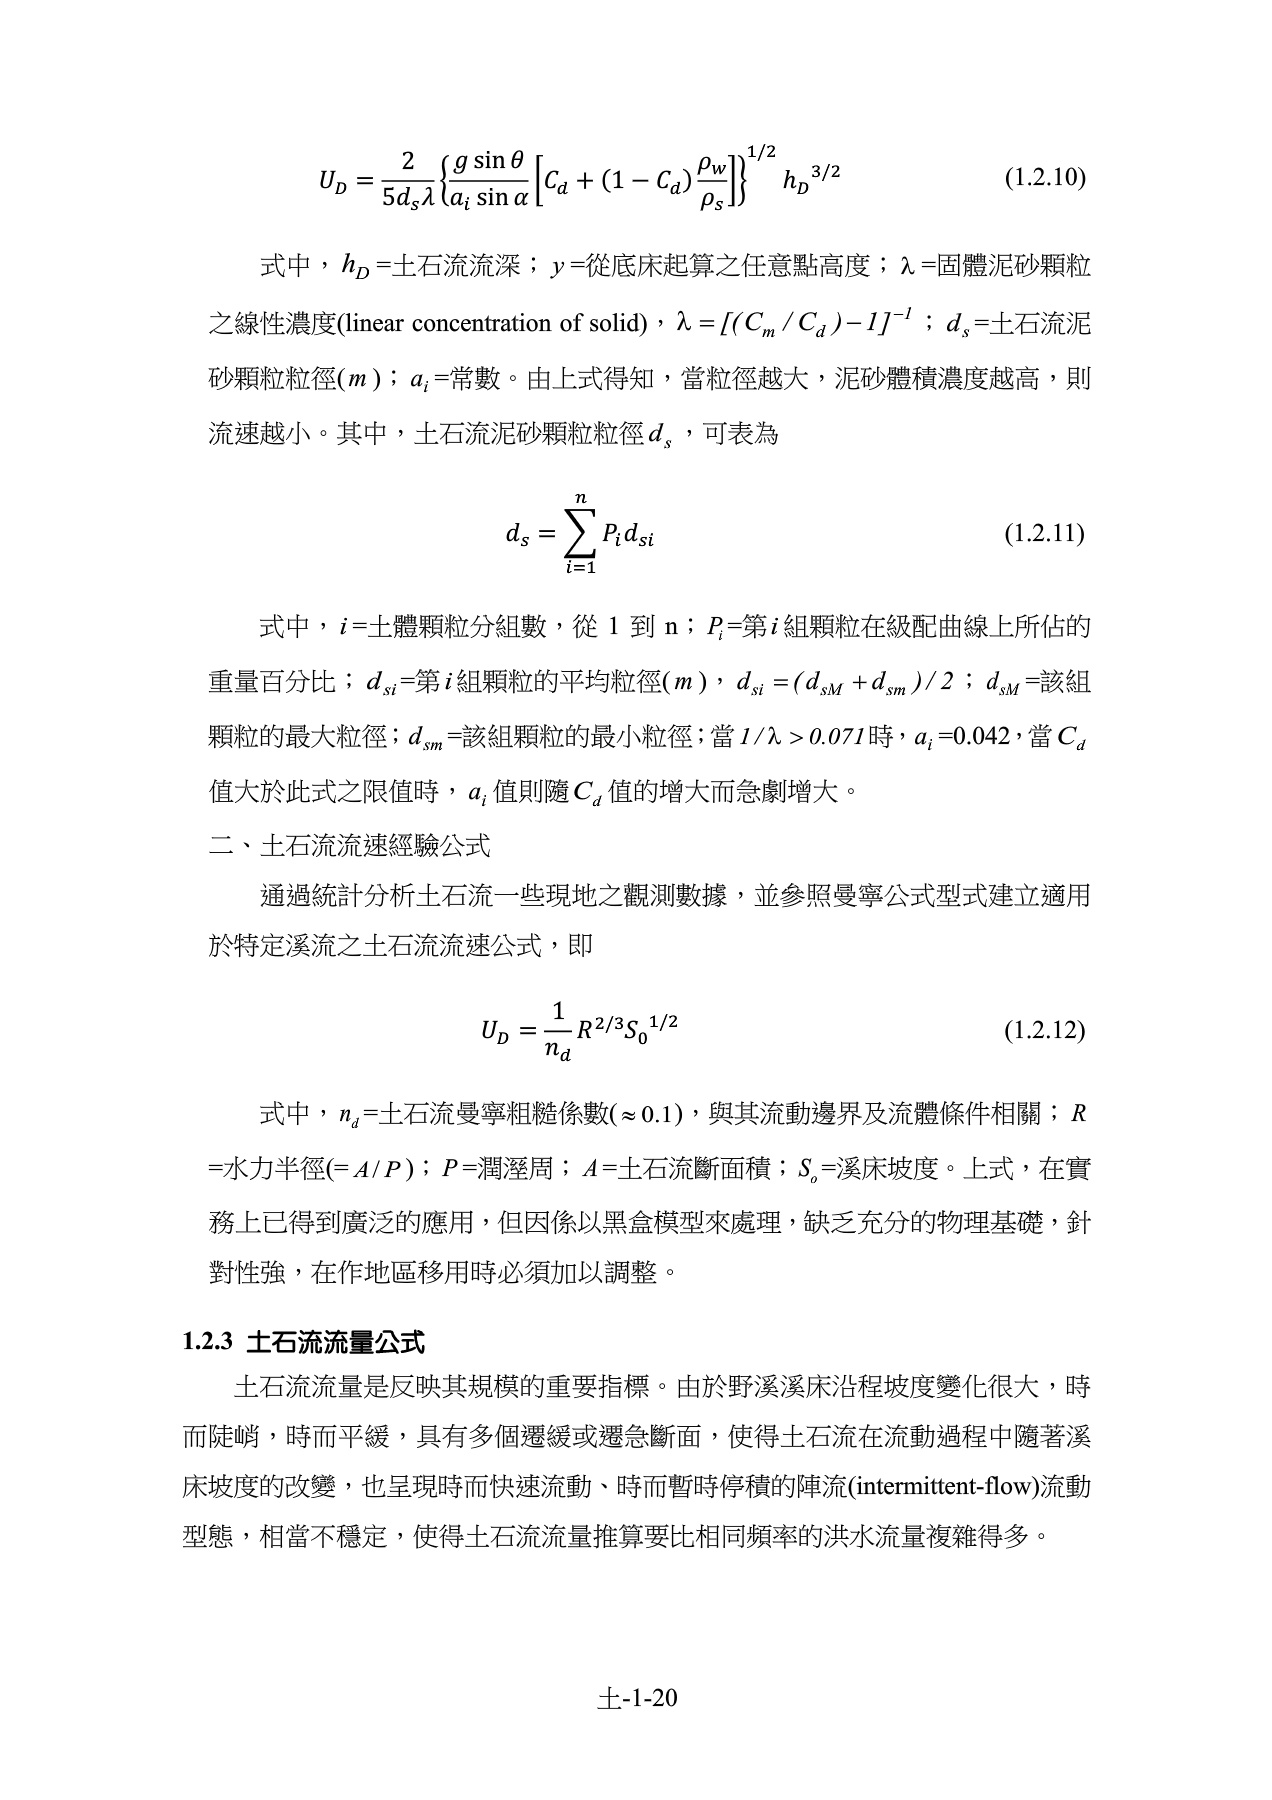 U_D = 2/(5d_sλ) {g sin θ/(a_i sin α) [C_d + (1 − C_d) ρ_w/ρ_s]}^{1/2} h_D^{3/2} (1.2.10)
式中，h_D=土石流流深；y=從底床起算之任意點高度；λ=固體泥砂顆粒
之線性濃度(linear concentration of solid)，λ=[(C_m/C_d)−1]^{−1}；d_s=土石流泥
砂顆粒粒徑(m)；a_i=常數。由上式得知，當粒徑越大，泥砂體積濃度越高，則
流速越小。其中，土石流泥砂顆粒粒徑d_s，可表為
d_s = ∑_{i=1}^{n} P_i d_{si} (1.2.11)
式中，i=土體顆粒分組數，從 1 到 n；P_i=第i組顆粒在級配曲線上所佔的
重量百分比；d_{si}=第i組顆粒的平均粒徑(m)，d_{si}=(d_{sM}+d_{sm})/2；d_{sM}=該組
顆粒的最大粒徑；d_{sm}=該組顆粒的最小粒徑；當1/λ>0.071時，a_i=0.042，當C_d
值大於此式之限值時，a_i值則隨C_d值的增大而急劇增大。
二、土石流流速經驗公式
通過統計分析土石流一些現地之觀測數據，並參照曼寧公式型式建立適用
於特定溪流之土石流流速公式，即
U_D = 1/n_d R^{2/3} S_0^{1/2} (1.2.12)
式中，n_d=土石流曼寧粗糙係數(≈0.1)，與其流動邊界及流體條件相關；R
=水力半徑(=A/P)；P=潤溼周；A=土石流斷面積；S_o=溪床坡度。上式，在實
務上已得到廣泛的應用，但因係以黑盒模型來處理，缺乏充分的物理基礎，針
對性強，在作地區移用時必須加以調整。
1.2.3 土石流流量公式
土石流流量是反映其規模的重要指標。由於野溪溪床沿程坡度變化很大，時
而陡峭，時而平緩，具有多個遷緩或遷急斷面，使得土石流在流動過程中隨著溪
床坡度的改變，也呈現時而快速流動、時而暫時停積的陣流(intermittent-flow)流動
型態，相當不穩定，使得土石流流量推算要比相同頻率的洪水流量複雜得多。
土-1-20